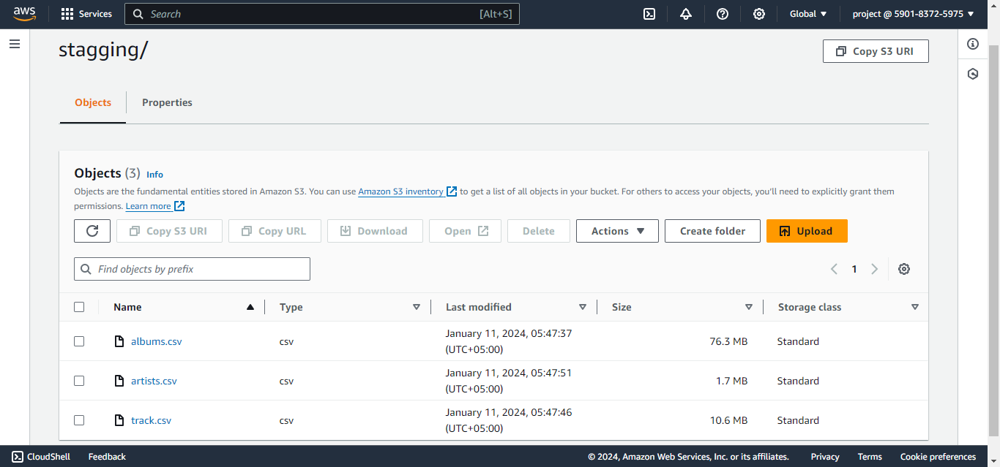 aws Services Search [Alt+S] Global project @ 5901-8372-5975
stagging/
Copy S3 URI
Objects Properties
Objects (3) Info
Objects are the fundamental entities stored in Amazon S3. You can use Amazon S3 inventory to get a list of all objects in your bucket. For others to access your objects, you'll need to explicitly grant them
permissions. Learn more
Copy S3 URI Copy URL Download Open Delete Actions Create folder Upload
Find objects by prefix 1
Name Type Last modified Size Storage class
albums.csv csv January 11, 2024, 05:47:37 (UTC+05:00) 76.3 MB Standard
artists.csv csv January 11, 2024, 05:47:51 (UTC+05:00) 1.7 MB Standard
track.csv csv January 11, 2024, 05:47:46 (UTC+05:00) 10.6 MB Standard
CloudShell Feedback © 2024, Amazon Web Services, Inc. or its affiliates. Privacy Terms Cookie preferences